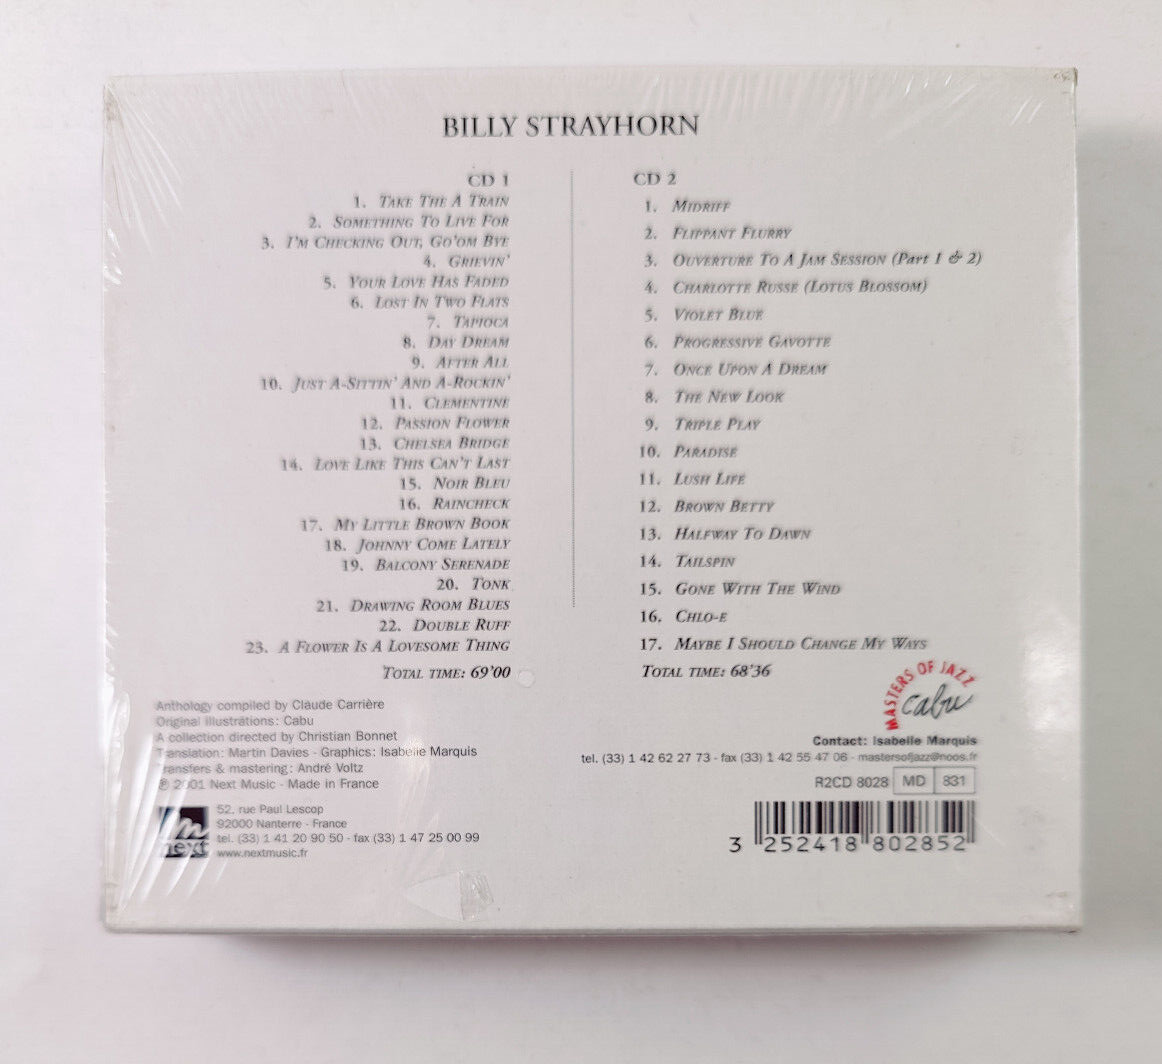 BILLY STRAYHORN
CD 1
1. TAKE THE A TRAIN
2. SOMETHING TO LIVE FOR
3. I'M CHECKING OUT, GO'OM BYE
4. GRIEVIN'
5. YOUR LOVE HAS FADED
6. LOST IN TWO FLATS
7. TAPIOCA
8. DAY DREAM
9. AFTER ALL
10. JUST A-SITTIN' AND A-ROCKIN'
11. CLEMENTINE
12. PASSION FLOWER
13. CHELSEA BRIDGE
14. LOVE LIKE THIS CAN'T LAST
15. NOIR BLEU
16. RAINCHECK
17. MY LITTLE BROWN BOOK
18. JOHNNY COME LATELY
19. BALCONY SERENADE
20. TONK
21. DRAWING ROOM BLUES
22. DOUBLE RUFF
23. A FLOWER IS A LOVESOME THING
TOTAL TIME: 69'00
CD 2
1. MIDRIFF
2. FLIPPANT FLURRY
3. OUVERTURE TO A JAM SESSION (Part 1 & 2)
4. CHARLOTTE RUSSE (LOTUS BLOSSOM)
5. VIOLET BLUE
6. PROGRESSIVE GAVOTTE
7. ONCE UPON A DREAM
8. THE NEW LOOK
9. TRIPLE PLAY
10. PARADISE
11. LUSH LIFE
12. BROWN BETTY
13. HALFWAY TO DAWN
14. TAILSPIN
15. GONE WITH THE WIND
16. CHLO-E
17. MAYBE I SHOULD CHANGE MY WAYS
TOTAL TIME: 68'36
Anthology compiled by Claude Carrière
Original illustrations: Cabu
A collection directed by Christian Bonnet
Translation: Martin Davies - Graphics: Isabelle Marquis
Transfers & mastering: André Voltz
℗ 2001 Next Music - Made in France
next
52, rue Paul Lescop
92000 Nanterre - France
tel. (33) 1 41 20 90 50 - fax (33) 1 47 25 00 99
www.nextmusic.fr
MASTERS OF JAZZ
cabu
Contact: Isabelle Marquis
tel. (33) 1 42 62 27 73 - fax (33) 1 42 55 47 06 - mastersofjazz@noos.fr
R2CD 8028 MD 831
3 252418 802852